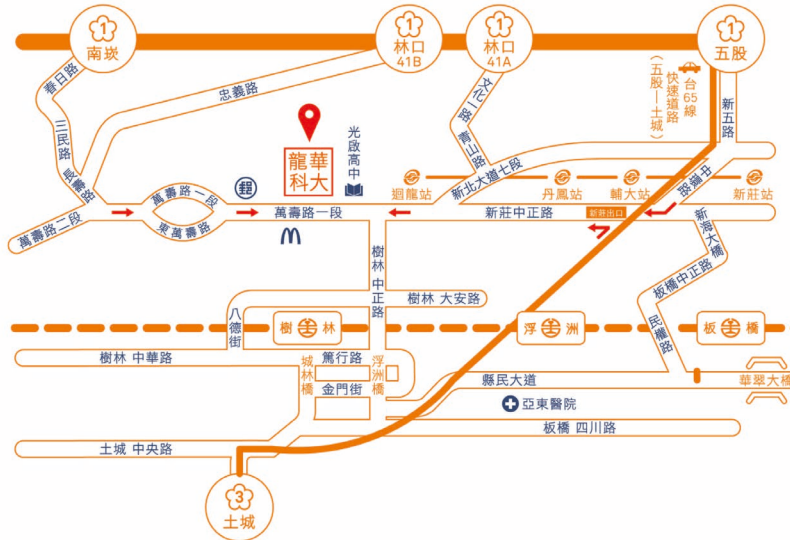 1
南崁
1
林口
41B
1
林口
41A
1
五股
春日路
忠義路
文化一路
青山路
台65線
快速道路
(五股—土城)
新五路
三民路
長壽路
龍華
科大
光啟高中
郵
新北大道七段
中環路
迴龍站
丹鳳站
輔大站
新莊站
萬壽路二段
萬壽路一段
東萬壽路
萬壽路一段
新莊中正路
新莊出口
新海大橋
樹林 中正路
板橋中正路
樹林 大安路
八德街
樹林
浮洲
板橋
民權路
樹林 中華路
城林橋
篤行路
浮洲橋
金門街
縣民大道
華翠大橋
亞東醫院
土城 中央路
板橋 四川路
3
土城